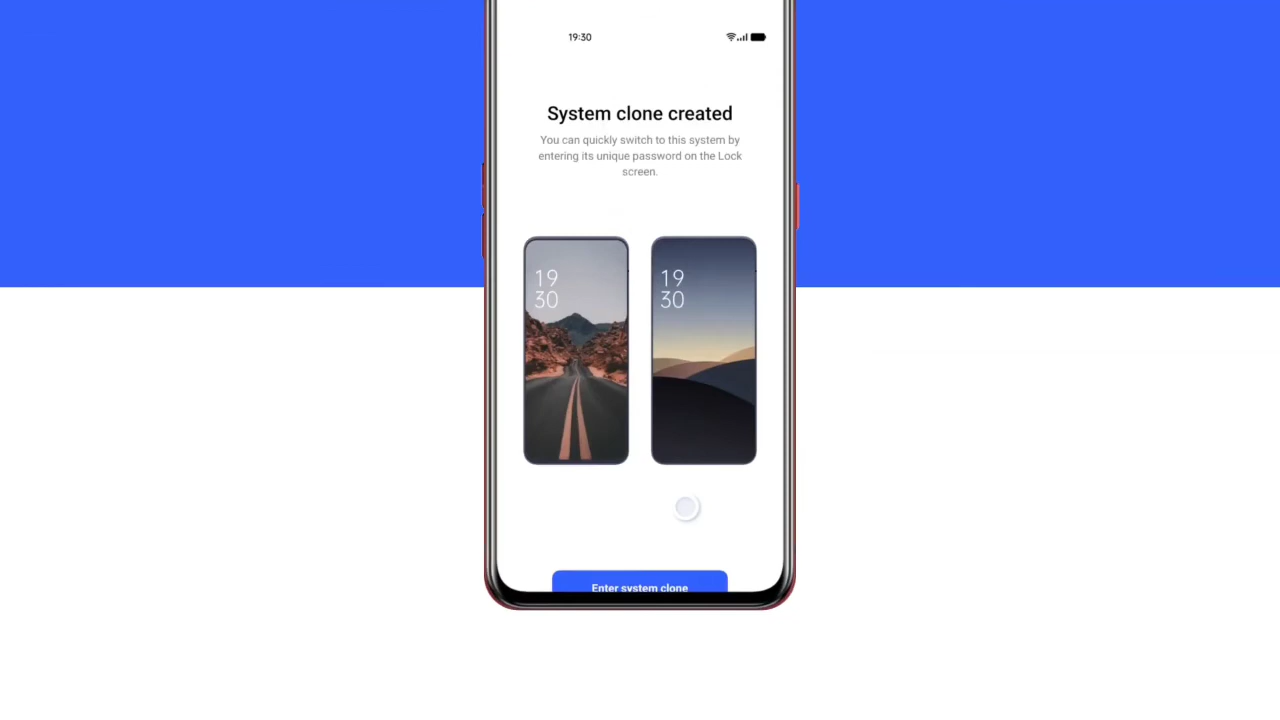 19:30
System clone created
You can quickly switch to this system by
entering its unique password on the Lock
screen.
19
30
19
30
Enter system clone